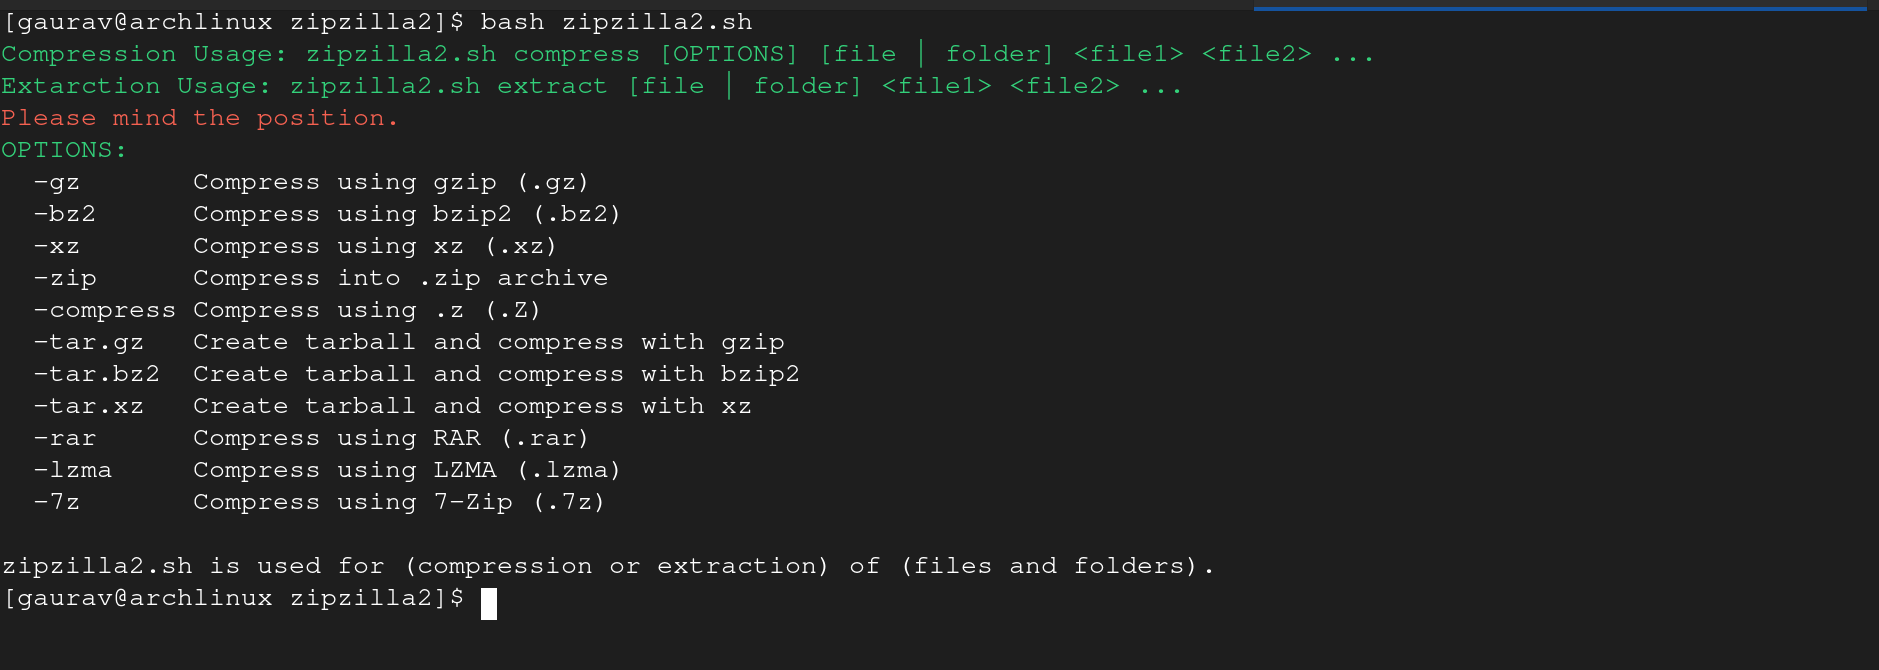 [gaurav@archlinux zipzilla2]$ bash zipzilla2.sh
Compression Usage: zipzilla2.sh compress [OPTIONS] [file | folder] <file1> <file2> ...
Extarction Usage: zipzilla2.sh extract [file | folder] <file1> <file2> ...
Please mind the position.
OPTIONS:
  -gz       Compress using gzip (.gz)
  -bz2      Compress using bzip2 (.bz2)
  -xz       Compress using xz (.xz)
  -zip      Compress into .zip archive
  -compress Compress using .z (.Z)
  -tar.gz   Create tarball and compress with gzip
  -tar.bz2  Create tarball and compress with bzip2
  -tar.xz   Create tarball and compress with xz
  -rar      Compress using RAR (.rar)
  -lzma     Compress using LZMA (.lzma)
  -7z       Compress using 7-Zip (.7z)

zipzilla2.sh is used for (compression or extraction) of (files and folders).
[gaurav@archlinux zipzilla2]$